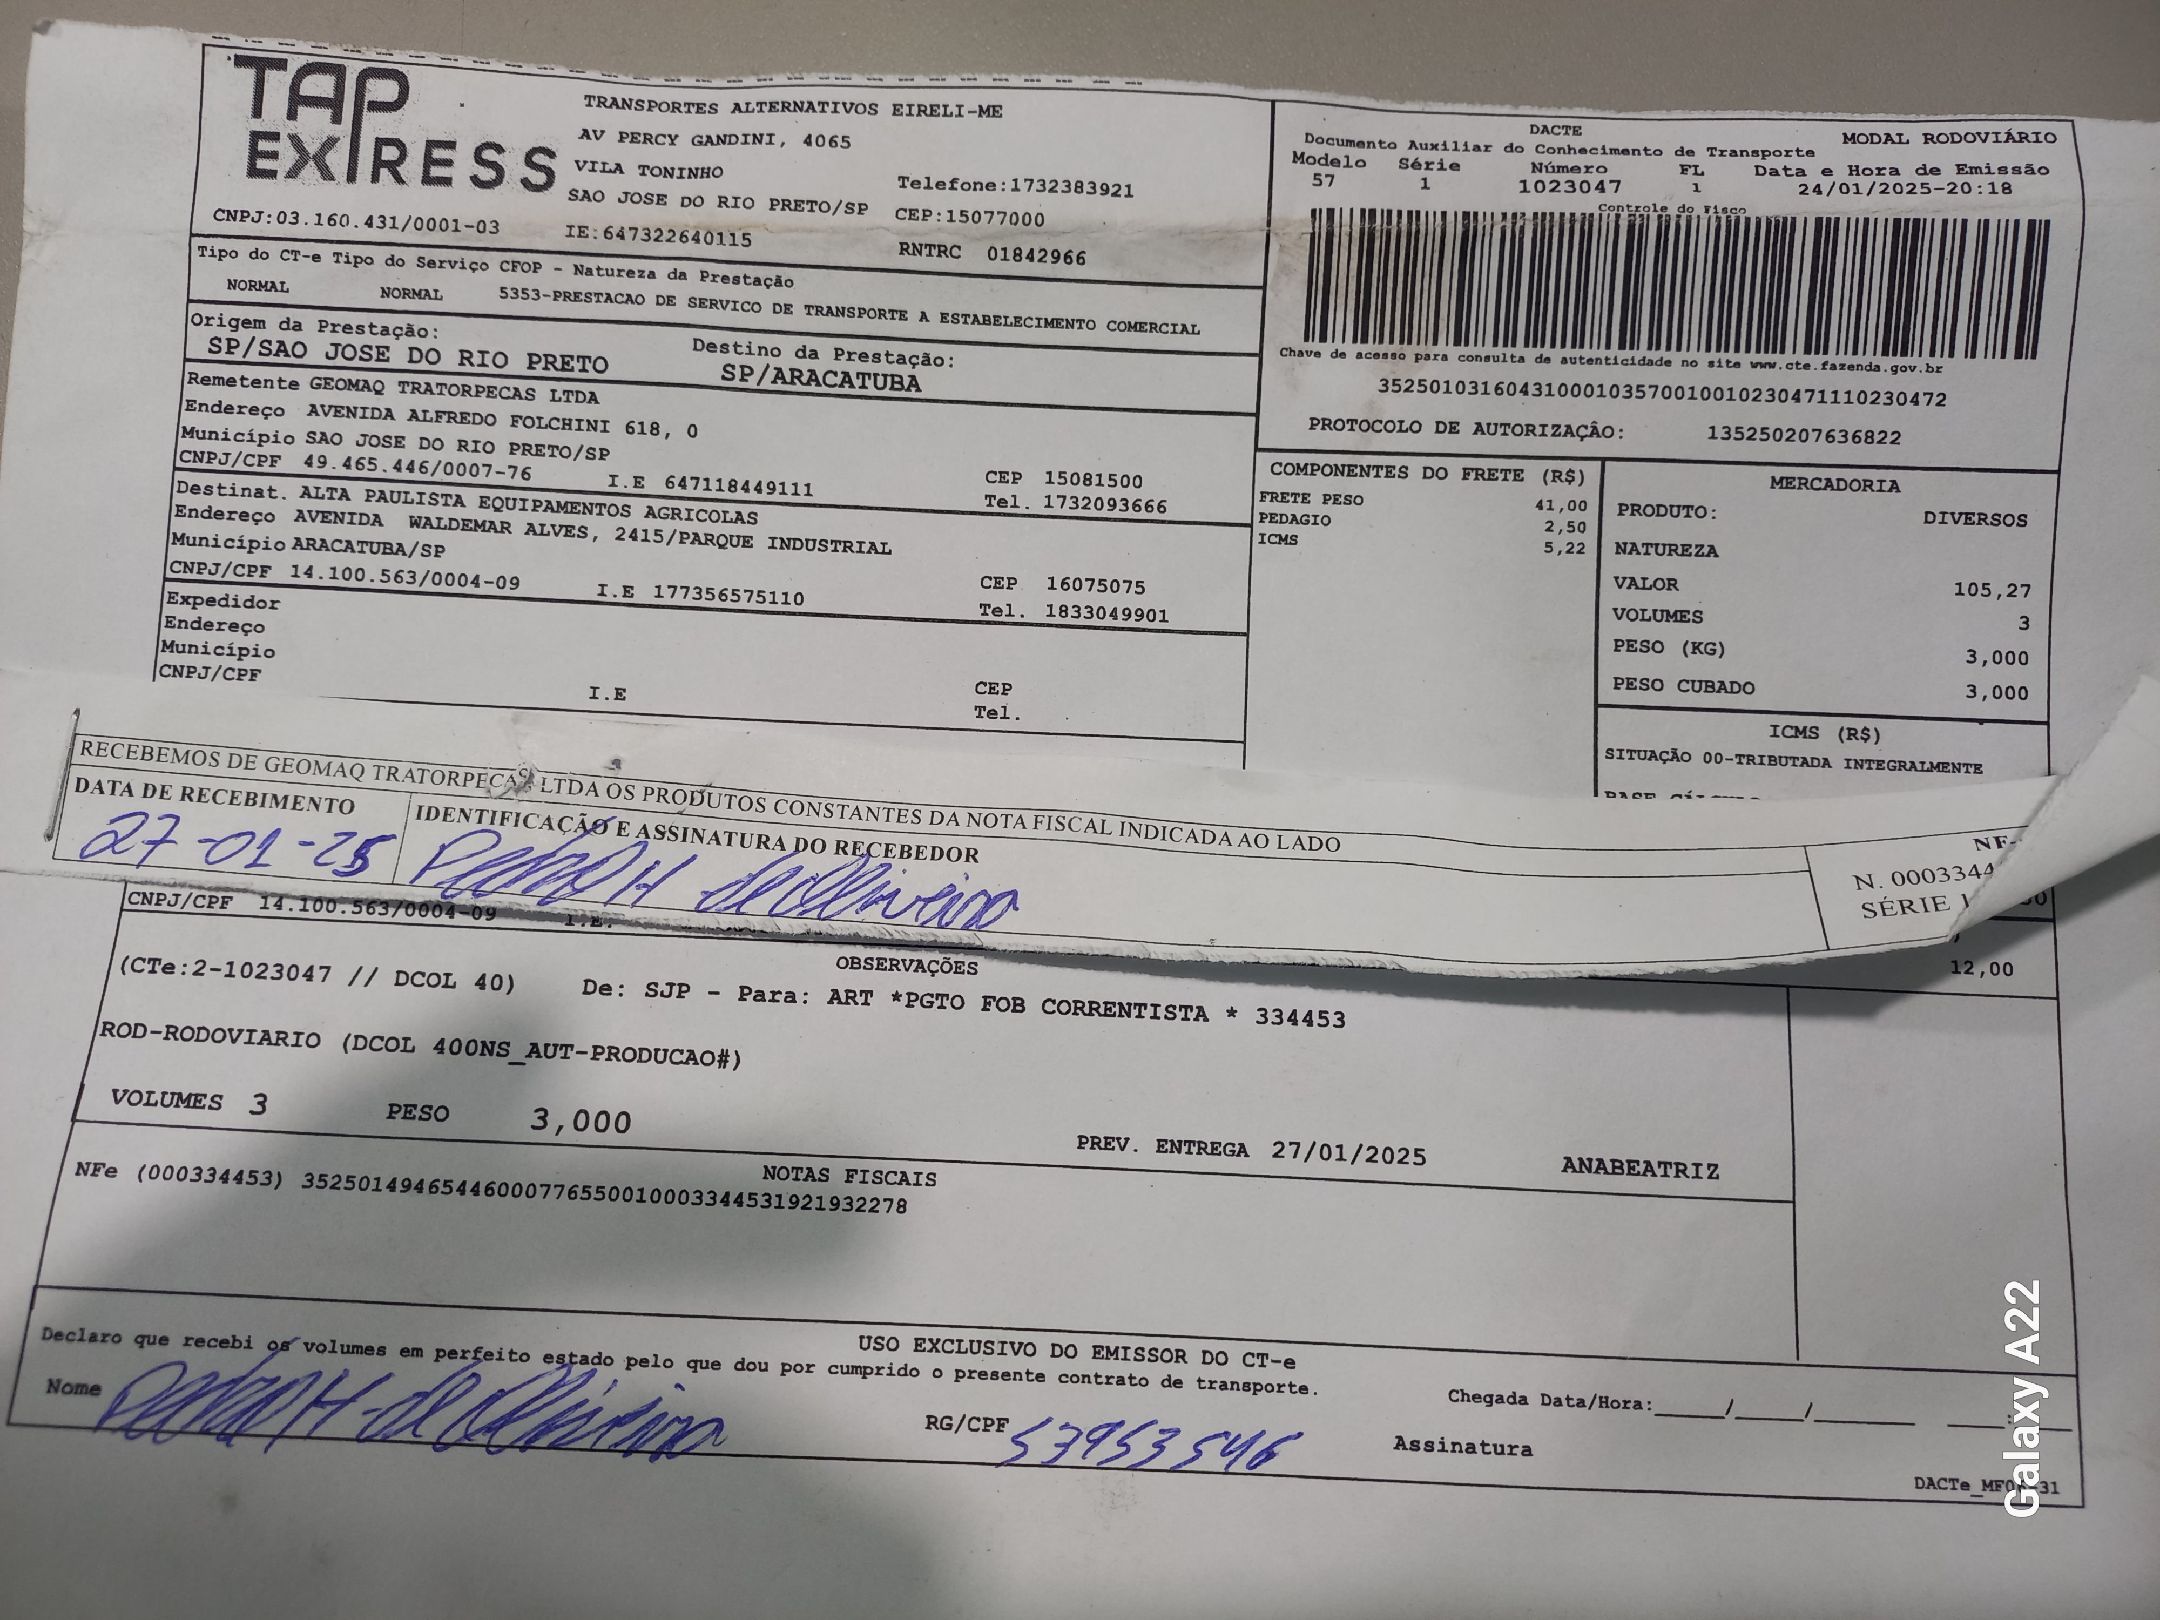 TAP EXPRESS
TRANSPORTES ALTERNATIVOS EIRELI-ME
AV PERCY GANDINI, 4065
VILA TONINHO
Telefone:1732383921
SAO JOSE DO RIO PRETO/SP CEP:15077000
CNPJ:03.160.431/0001-03 IE:647322640115 RNTRC 01842966
DACTE MODAL RODOVIÁRIO
Documento Auxiliar do Conhecimento de Transporte
Modelo Série Número FL Data e Hora de Emissão
57 1 1023047 1 24/01/2025-20:18
Controle do Fisco
Chave de acesso para consulta de autenticidade no site www.cte.fazenda.gov.br
35250103160431000103570010010230471110230472
PROTOCOLO DE AUTORIZAÇÂO: 135250207636822
Tipo do CT-e Tipo do Serviço CFOP - Natureza da Prestação
NORMAL NORMAL 5353-PRESTACAO DE SERVICO DE TRANSPORTE A ESTABELECIMENTO COMERCIAL
Origem da Prestação: Destino da Prestação:
SP/SAO JOSE DO RIO PRETO SP/ARACATUBA
Remetente GEOMAQ TRATORPECAS LTDA
Endereço AVENIDA ALFREDO FOLCHINI 618, 0
Município SAO JOSE DO RIO PRETO/SP CEP 15081500
CNPJ/CPF 49.465.446/0007-76 I.E 647118449111 Tel. 1732093666
Destinat. ALTA PAULISTA EQUIPAMENTOS AGRICOLAS
Endereço AVENIDA WALDEMAR ALVES, 2415/PARQUE INDUSTRIAL
Município ARACATUBA/SP CEP 16075075
CNPJ/CPF 14.100.563/0004-09 I.E 177356575110 Tel. 1833049901
Expedidor
Endereço
Município CEP
CNPJ/CPF I.E Tel.
COMPONENTES DO FRETE (R$)
FRETE PESO 41,00
PEDAGIO 2,50
ICMS 5,22
MERCADORIA
PRODUTO: DIVERSOS
NATUREZA
VALOR 105,27
VOLUMES 3
PESO (KG) 3,000
PESO CUBADO 3,000
ICMS (R$)
SITUAÇÃO 00-TRIBUTADA INTEGRALMENTE
RECEBEMOS DE GEOMAQ TRATORPECAS LTDA OS PRODUTOS CONSTANTES DA NOTA FISCAL INDICADA AO LADO
DATA DE RECEBIMENTO IDENTIFICAÇÃO E ASSINATURA DO RECEBEDOR
27-01-25 Pedro H de Oliveira
NF-
N. 0003344
SÉRIE 1
CNPJ/CPF 14.100.563/0004-09 I.E.
12,00
OBSERVAÇÕES
(CTe:2-1023047 // DCOL 40) De: SJP - Para: ART *PGTO FOB CORRENTISTA * 334453
ROD-RODOVIARIO (DCOL 400NS_AUT-PRODUCAO#)
VOLUMES 3 PESO 3,000
PREV. ENTREGA 27/01/2025 ANABEATRIZ
NOTAS FISCAIS
NFe (000334453) 35250149465446000776550010003344531921932278
USO EXCLUSIVO DO EMISSOR DO CT-e
Declaro que recebi os volumes em perfeito estado pelo que dou por cumprido o presente contrato de transporte.
Nome Pedro H de Oliveira RG/CPF 539533546
Chegada Data/Hora:____/____/______ ____:____
Assinatura
Galaxy A22